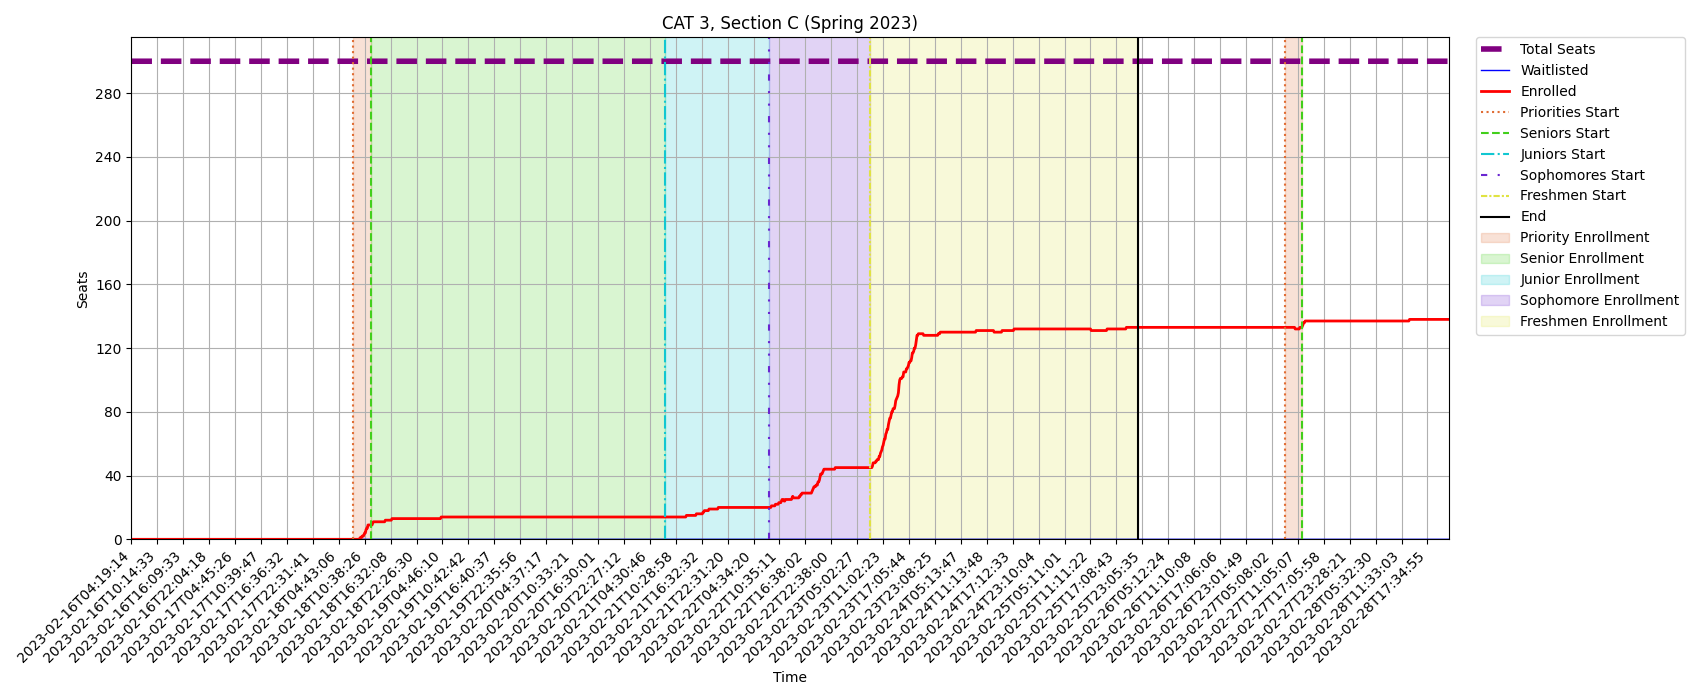 CAT 3, Section C (Spring 2023)
Total Seats
Waitlisted
Enrolled
Priorities Start
Seniors Start
Juniors Start
Sophomores Start
Freshmen Start
End
Priority Enrollment
Senior Enrollment
Junior Enrollment
Sophomore Enrollment
Freshmen Enrollment
Seats
280
240
200
160
120
80
40
0
2023-02-16T04:19:14
2023-02-16T10:14:33
2023-02-16T16:09:33
2023-02-16T22:04:18
2023-02-17T04:45:26
2023-02-17T10:39:47
2023-02-17T16:36:32
2023-02-17T22:31:41
2023-02-18T04:43:06
2023-02-18T10:38:26
2023-02-18T16:32:08
2023-02-18T22:26:30
2023-02-19T04:46:10
2023-02-19T10:42:42
2023-02-19T16:40:37
2023-02-19T22:35:56
2023-02-20T04:37:17
2023-02-20T10:33:21
2023-02-20T16:30:01
2023-02-20T22:27:12
2023-02-21T04:30:46
2023-02-21T10:28:58
2023-02-21T16:32:32
2023-02-21T22:31:20
2023-02-22T04:34:20
2023-02-22T10:35:11
2023-02-22T16:38:02
2023-02-22T22:38:00
2023-02-23T05:02:27
2023-02-23T11:02:23
2023-02-23T17:05:44
2023-02-23T23:08:25
2023-02-24T05:13:47
2023-02-24T11:13:48
2023-02-24T17:12:33
2023-02-24T23:10:04
2023-02-25T05:11:01
2023-02-25T11:11:22
2023-02-25T17:08:43
2023-02-25T23:05:35
2023-02-26T05:12:24
2023-02-26T11:10:08
2023-02-26T17:06:06
2023-02-26T23:01:49
2023-02-27T05:08:02
2023-02-27T11:05:07
2023-02-27T17:05:58
2023-02-27T23:28:21
2023-02-28T05:32:30
2023-02-28T11:33:03
2023-02-28T17:34:55
Time